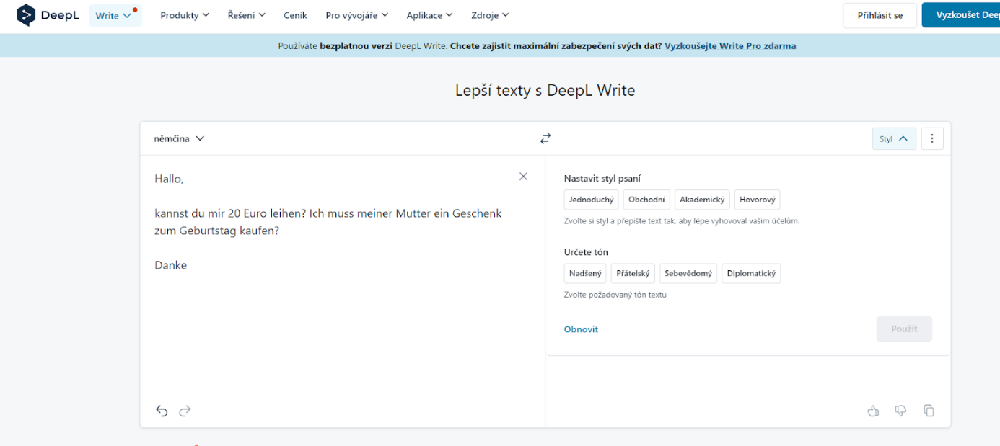 DeepL Write Produkty Řešení Ceník Pro vývojáře Aplikace Zdroje Přihlásit se Vyzkoušet
Používáte bezplatnou verzi DeepL Write. Chcete zajistit maximální zabezpečení svých dat? Vyzkoušejte Write Pro zdarma
Lepší texty s DeepL Write
němčina
Styl
Hallo,
kannst du mir 20 Euro leihen? Ich muss meiner Mutter ein Geschenk
zum Geburtstag kaufen?
Danke
Nastavit styl psaní
Jednoduchý Obchodní Akademický Hovorový
Zvolte si styl a přepište text tak, aby lépe vyhovoval vašim účelům.
Určete tón
Nadšený Přátelský Sebevědomý Diplomatický
Zvolte požadovaný tón textu
Obnovit Použít